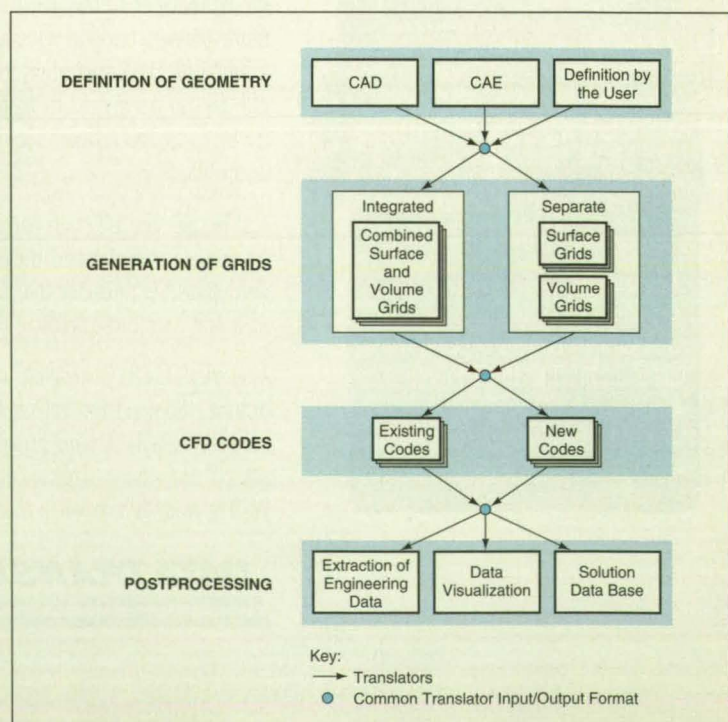 DEFINITION OF GEOMETRY
CAD
CAE
Definition by
the User
GENERATION OF GRIDS
Integrated
Combined
Surface
and
Volume
Grids
Separate
Surface
Grids
Volume
Grids
CFD CODES
Existing
Codes
New
Codes
POSTPROCESSING
Extraction of
Engineering
Data
Data
Visualization
Solution
Data Base
Key:
Translators
Common Translator Input/Output Format